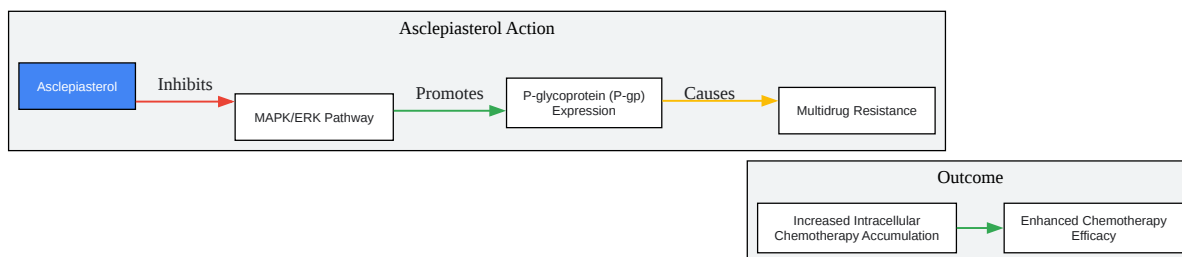 Asclepiasterol Action
Asclepiasterol
Inhibits
MAPK/ERK Pathway
Promotes
P-glycoprotein (P-gp)
Expression
Causes
Multidrug Resistance
Outcome
Increased Intracellular
Chemotherapy Accumulation
Enhanced Chemotherapy
Efficacy